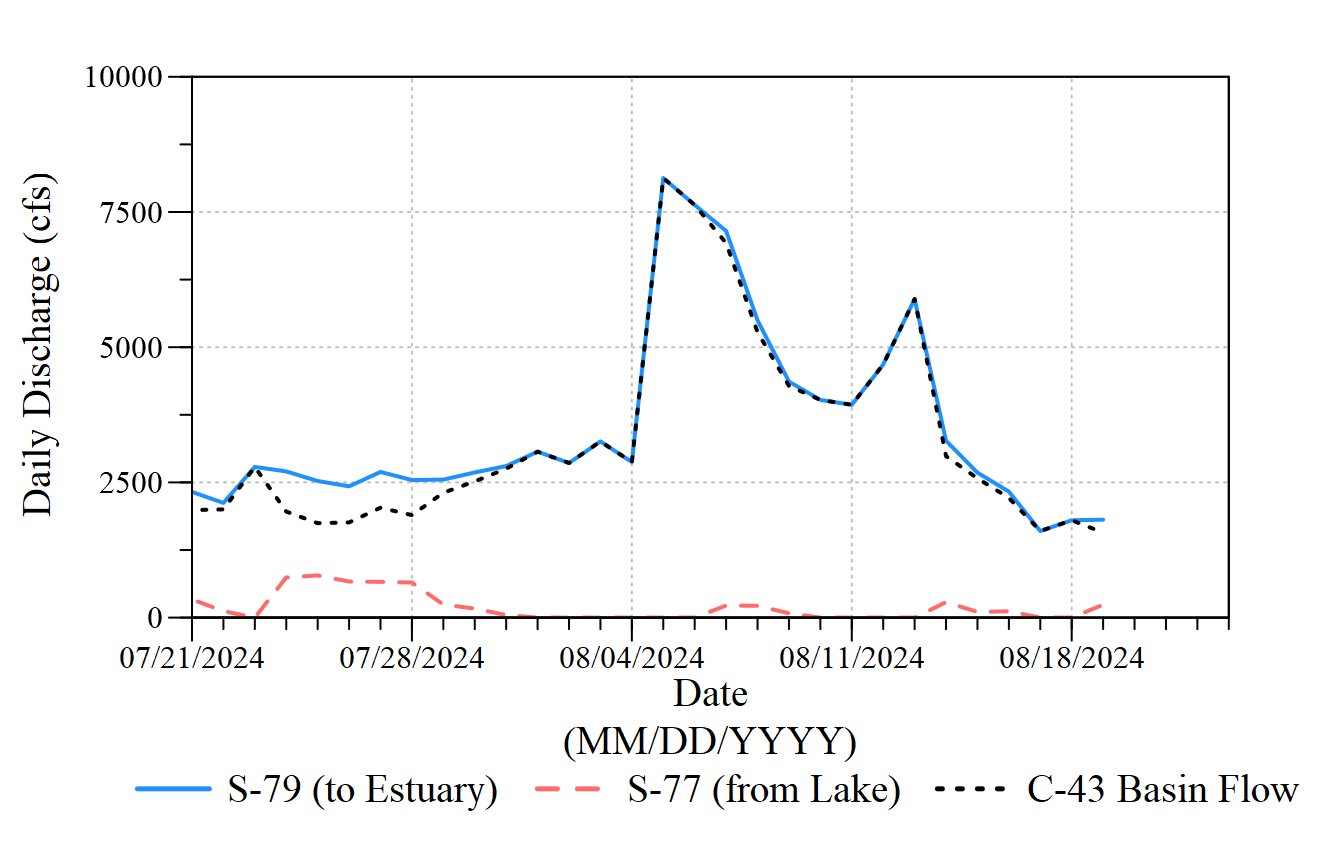 10000
7500
5000
2500
0
Daily Discharge (cfs)
07/21/2024 07/28/2024 08/04/2024 08/11/2024 08/18/2024
Date
(MM/DD/YYYY)
S-79 (to Estuary) S-77 (from Lake) C-43 Basin Flow